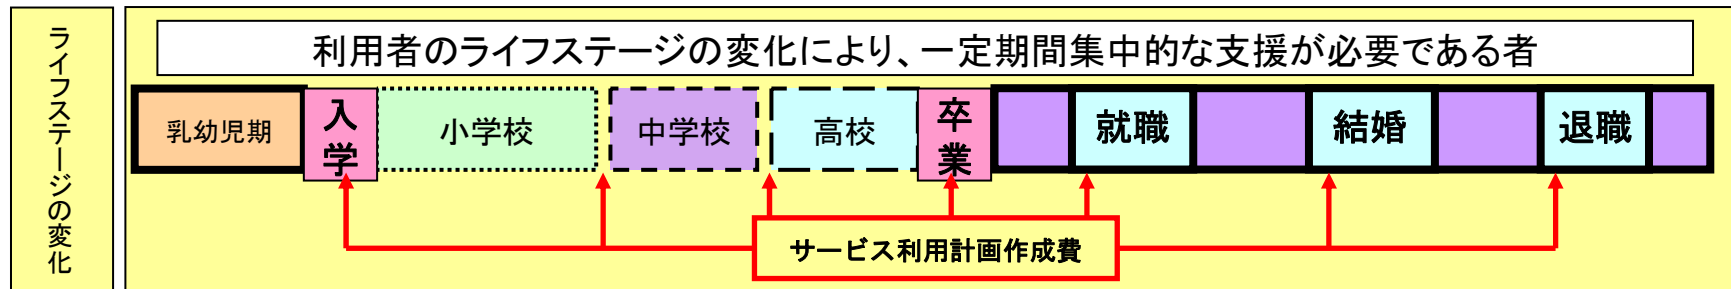 ライフステージの変化
利用者のライフステージの変化により、一定期間集中的な支援が必要である者
乳幼児期
入学
小学校
中学校
高校
卒業
就職
結婚
退職
サービス利用計画作成費